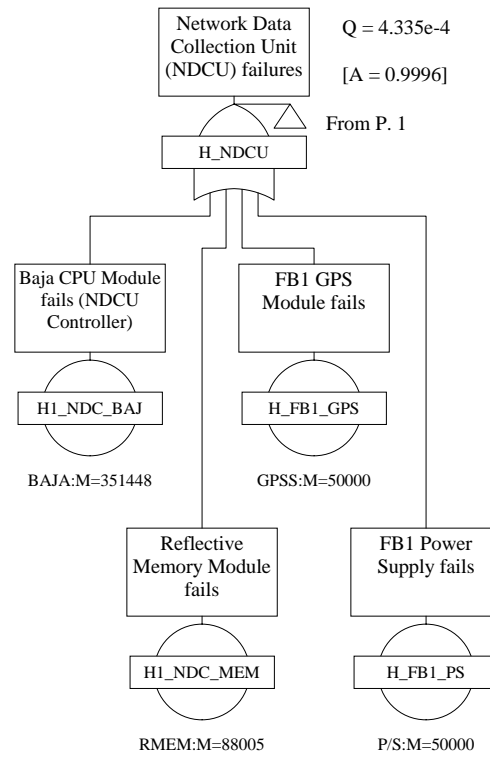 Network Data
Collection Unit
(NDCU) failures
Q = 4.335e-4
[A = 0.9996]
From P. 1
H_NDCU
Baja CPU Module
fails (NDCU
Controller)
FB1 GPS
Module fails
H1_NDC_BAJ
H_FB1_GPS
BAJA:M=351448
GPSS:M=50000
Reflective
Memory Module
fails
FB1 Power
Supply fails
H1_NDC_MEM
H_FB1_PS
RMEM:M=88005
P/S:M=50000